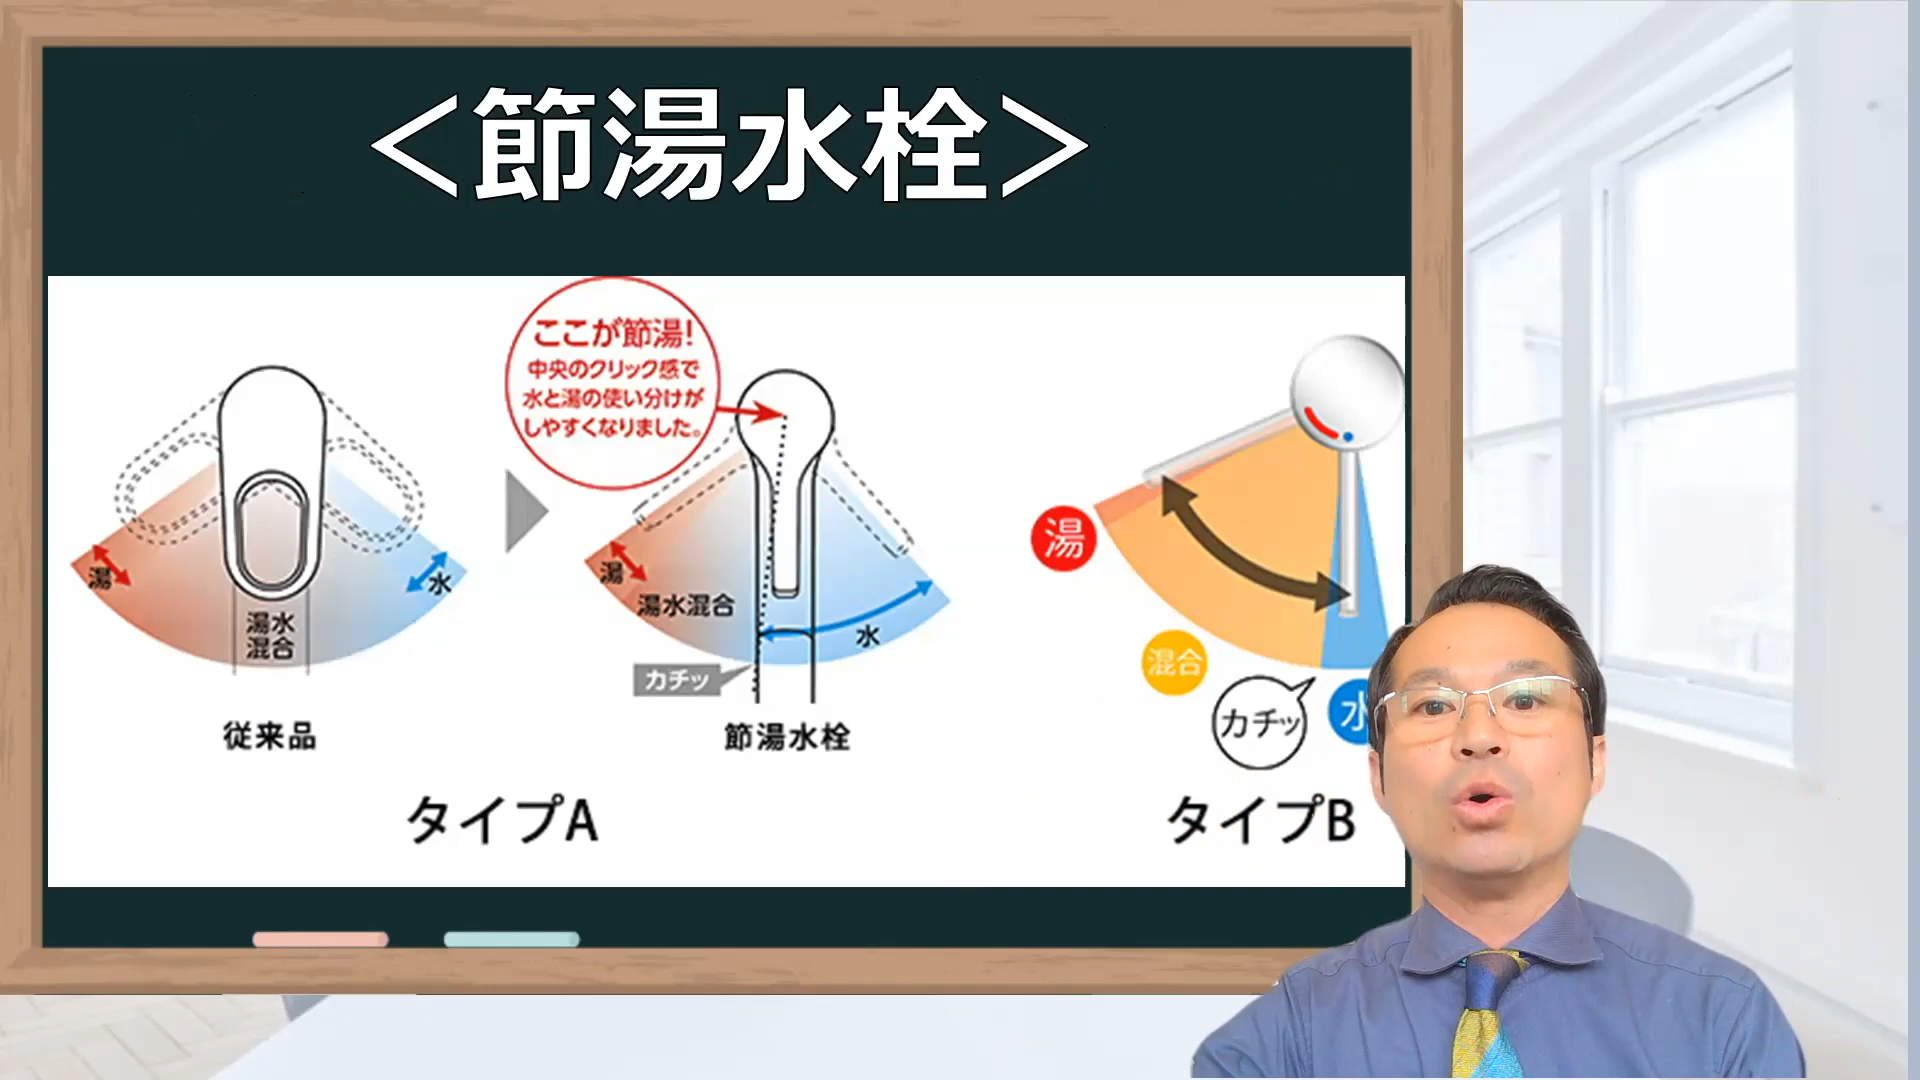 ＜節湯水栓＞
ここが節湯!
中央のクリック感で
水と湯の使い分けが
しやすくなりました。
湯
水
湯水
混合
従来品
湯
湯水混合
水
カチッ
節湯水栓
タイプA
湯
混合
カチッ
水
タイプB